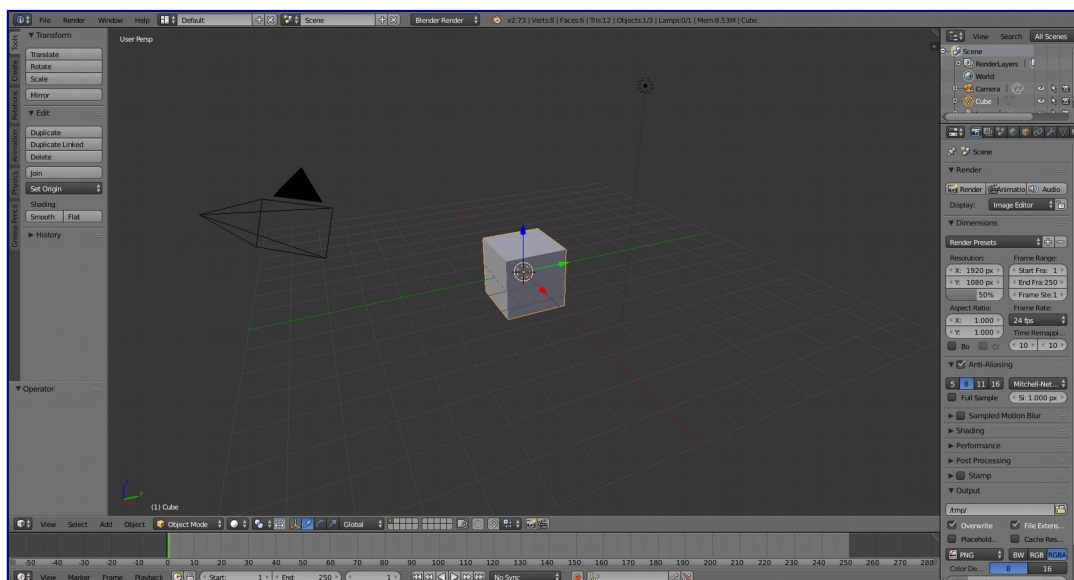 File Render Window Help Default Scene Blender Render v2.73 | Verts:8 | Faces:6 | Tris:12 | Objects:1/3 | Lamps:0/1 | Mem:8.53M | Cube
Tools
Create
Relations
Animation
Physics
Grease Pencil
Transform
Translate
Rotate
Scale
Mirror
Edit
Duplicate
Duplicate Linked
Delete
Join
Set Origin
Shading:
Smooth Flat
History
Operator
User Persp
(1) Cube
View Select Add Object Object Mode Global
-50 -40 -30 -20 -10 0 10 20 30 40 50 60 70 80 90 100 110 120 130 140 150 160 170 180 190 200 210 220 230 240 250 260 270 280
View Marker Frame Playback Start: 1 End: 250 1 No Sync
View Search All Scenes
Scene
RenderLayers |
World
Camera |
Cube |
Scene
Render
Render Animatio Audio
Display: Image Editor
Dimensions
Render Presets
Resolution: Frame Range:
X: 1920 px Start Fra: 1
Y: 1080 px End Fra:250
50% Frame Ste:1
Aspect Ratio: Frame Rate:
X: 1.000 24 fps
Y: 1.000 Time Remappi...
Bo Cr 10 10
Anti-Aliasing
5 8 11 16 Mitchell-Net...
Full Sample Si: 1.000 px
Sampled Motion Blur
Shading
Performance
Post Processing
Stamp
Output
/tmp/
Overwrite File Extens...
Placehold... Cache Res...
PNG BW RGB RGBA
Color De... 8 16